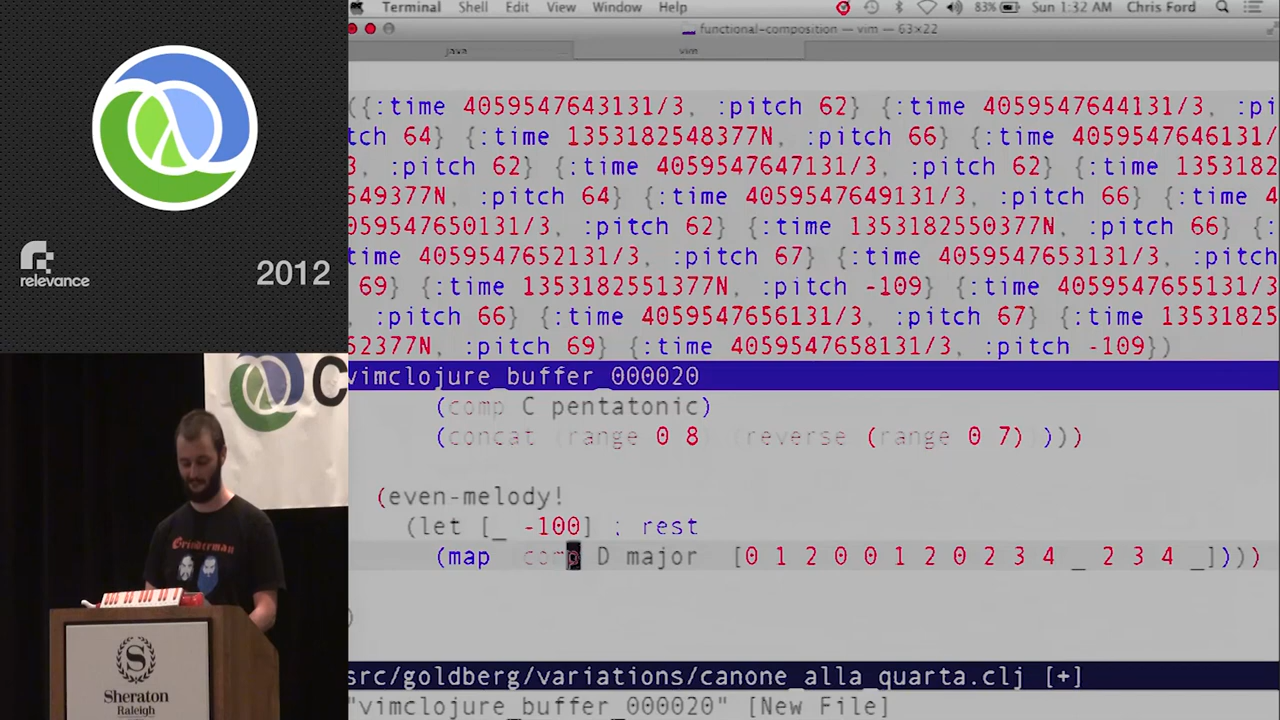 Terminal Shell Edit View Window Help 83% Sun 1:32 AM Chris Ford
functional-composition — vim — 63×22
java vim
({:time 4059547643131/3, :pitch 62} {:time 4059547644131/3, :pi
tch 64} {:time 1353182548377N, :pitch 66} {:time 4059547646131/
3, :pitch 62} {:time 4059547647131/3, :pitch 62} {:time 135318
649377N, :pitch 64} {:time 4059547649131/3, :pitch 66} {:time 4
059547650131/3, :pitch 62} {:time 1353182550377N, :pitch 66} {:
time 4059547652131/3, :pitch 67} {:time 4059547653131/3, :pitch
69} {:time 1353182551377N, :pitch -109} {:time 4059547655131/3
, :pitch 66} {:time 4059547656131/3, :pitch 67} {:time 13531825
52377N, :pitch 69} {:time 4059547658131/3, :pitch -109})
vimclojure_buffer_000020
(comp C pentatonic)
(concat (range 0 8) (reverse (range 0 7) )))
(even-melody!
(let [_ -100] ; rest
(map (comp D major) [0 1 2 0 0 1 2 0 2 3 4 _ 2 3 4 _])))
)
src/goldberg/variations/canone_alla_quarta.clj [+]
"vimclojure_buffer_000020" [New File]
relevance
2012
C
Grinderman
S
Sheraton
Raleigh